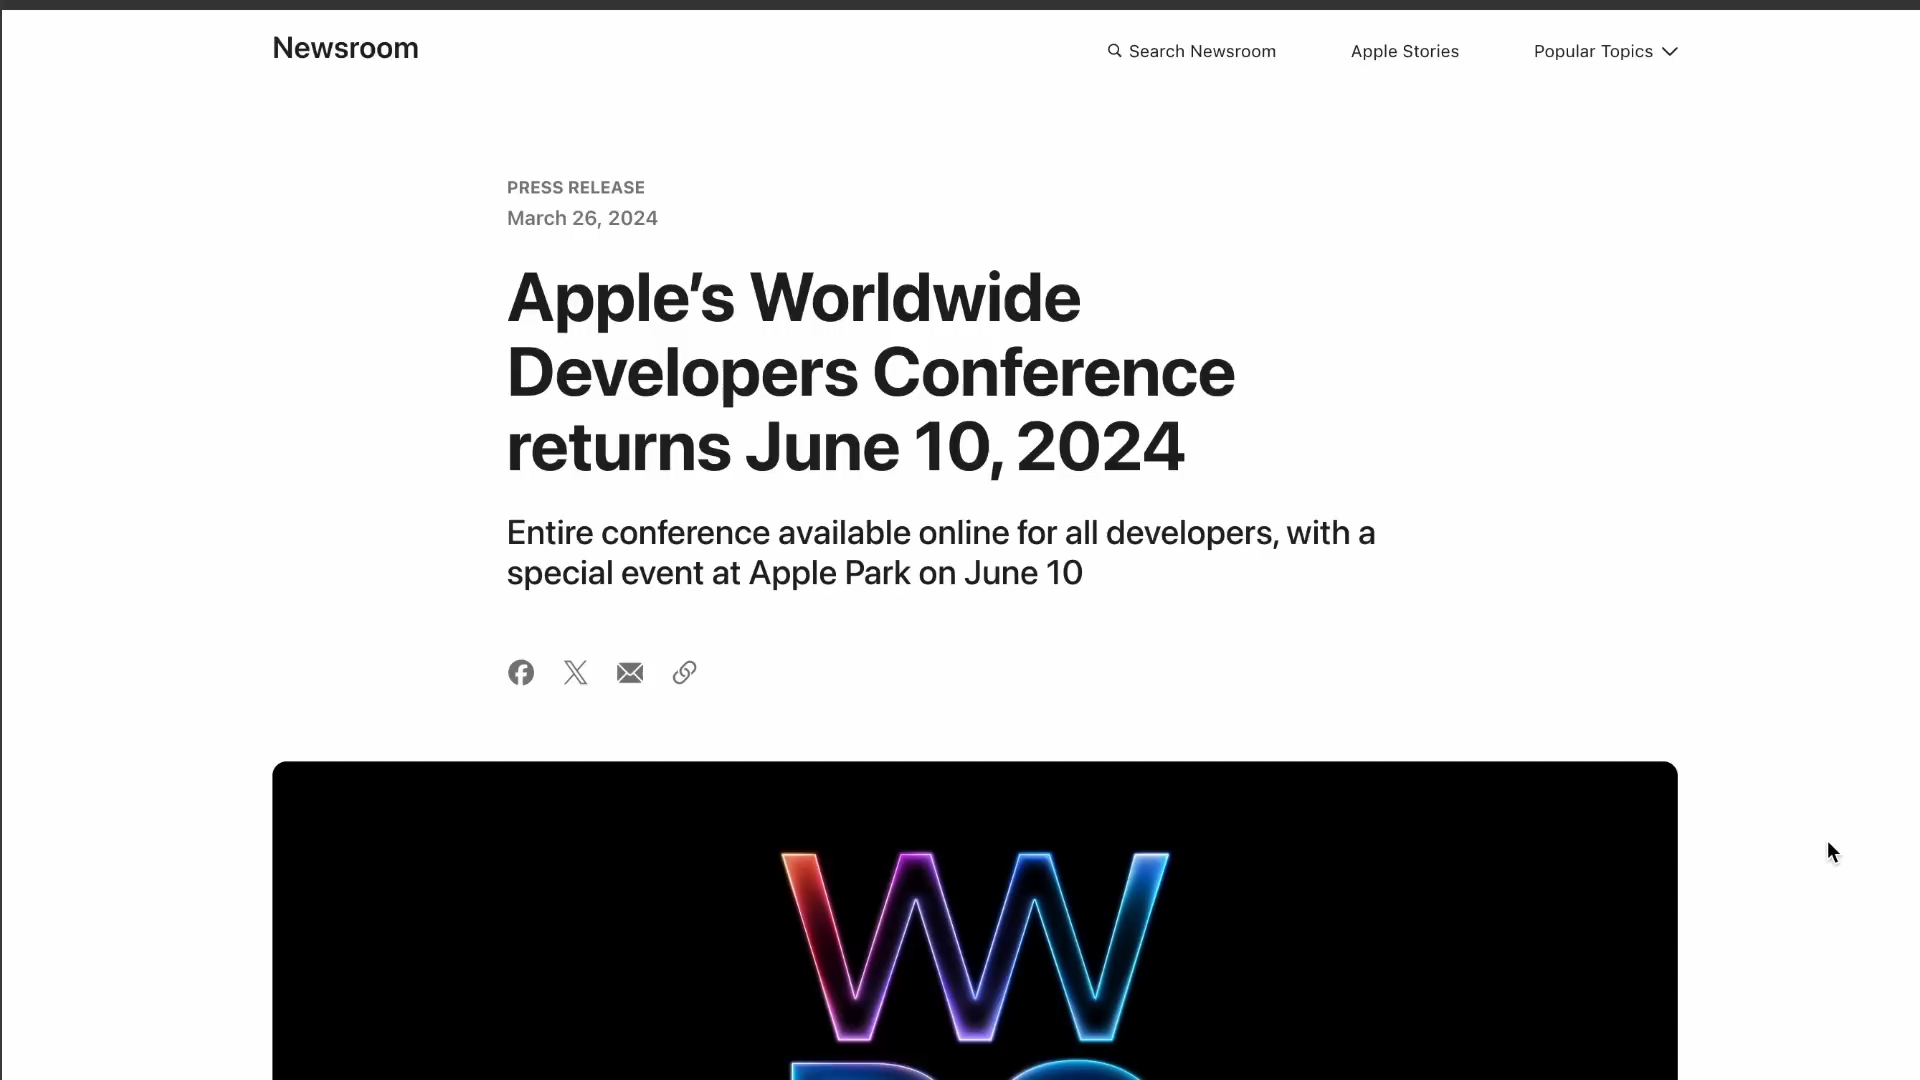 Newsroom
Search Newsroom
Apple Stories
Popular Topics
PRESS RELEASE
March 26, 2024
Apple’s Worldwide
Developers Conference
returns June 10, 2024
Entire conference available online for all developers, with a
special event at Apple Park on June 10
WW